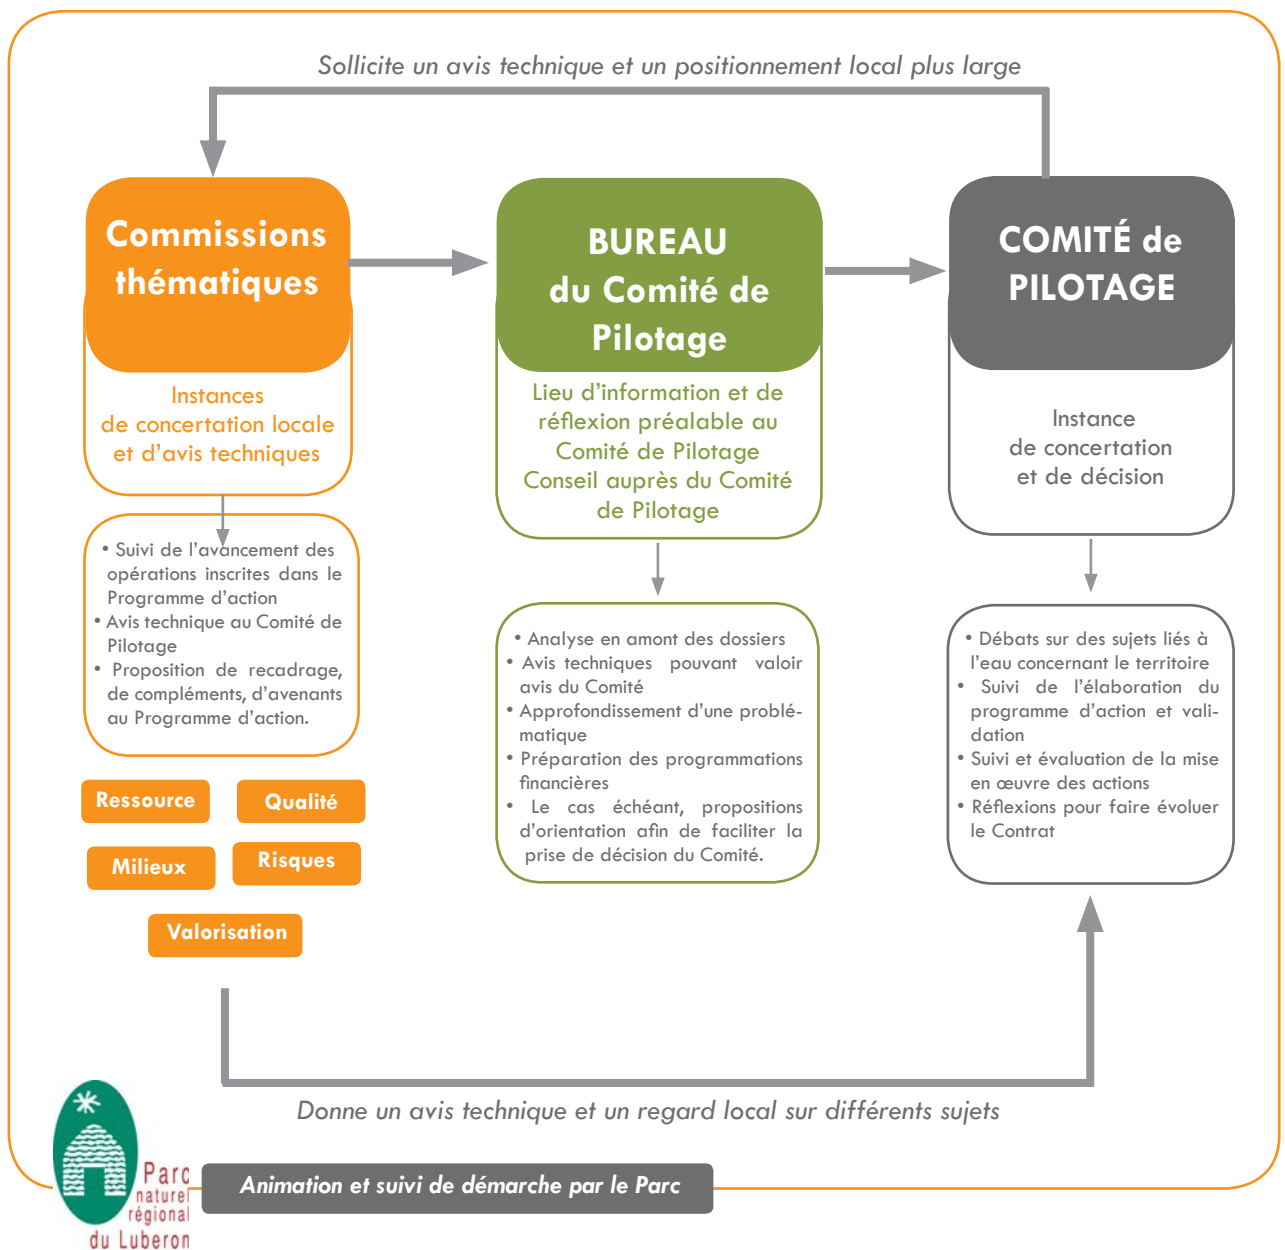 Sollicite un avis technique et un positionnement local plus large
Commissions
thématiques
Instances
de concertation locale
et d'avis techniques
• Suivi de l'avancement des
opérations inscrites dans le
Programme d'action
• Avis technique au Comité de
Pilotage
• Proposition de recadrage,
de compléments, d'avenants
au Programme d'action.
Ressource
Qualité
Milieux
Risques
Valorisation
BUREAU
du Comité de
Pilotage
Lieu d'information et de
réflexion préalable au
Comité de Pilotage
Conseil auprès du Comité
de Pilotage
• Analyse en amont des dossiers
• Avis techniques pouvant valoir
avis du Comité
• Approfondissement d'une problé-
matique
• Préparation des programmations
financières
• Le cas échéant, propositions
d'orientation afin de faciliter la
prise de décision du Comité.
COMITÉ de
PILOTAGE
Instance
de concertation
et de décision
• Débats sur des sujets liés à
l'eau concernant le territoire
• Suivi de l'élaboration du
programme d'action et vali-
dation
• Suivi et évaluation de la mise
en œuvre des actions
• Réflexions pour faire évoluer
le Contrat
Donne un avis technique et un regard local sur différents sujets
Parc
naturel
régional
du Luberon
Animation et suivi de démarche par le Parc